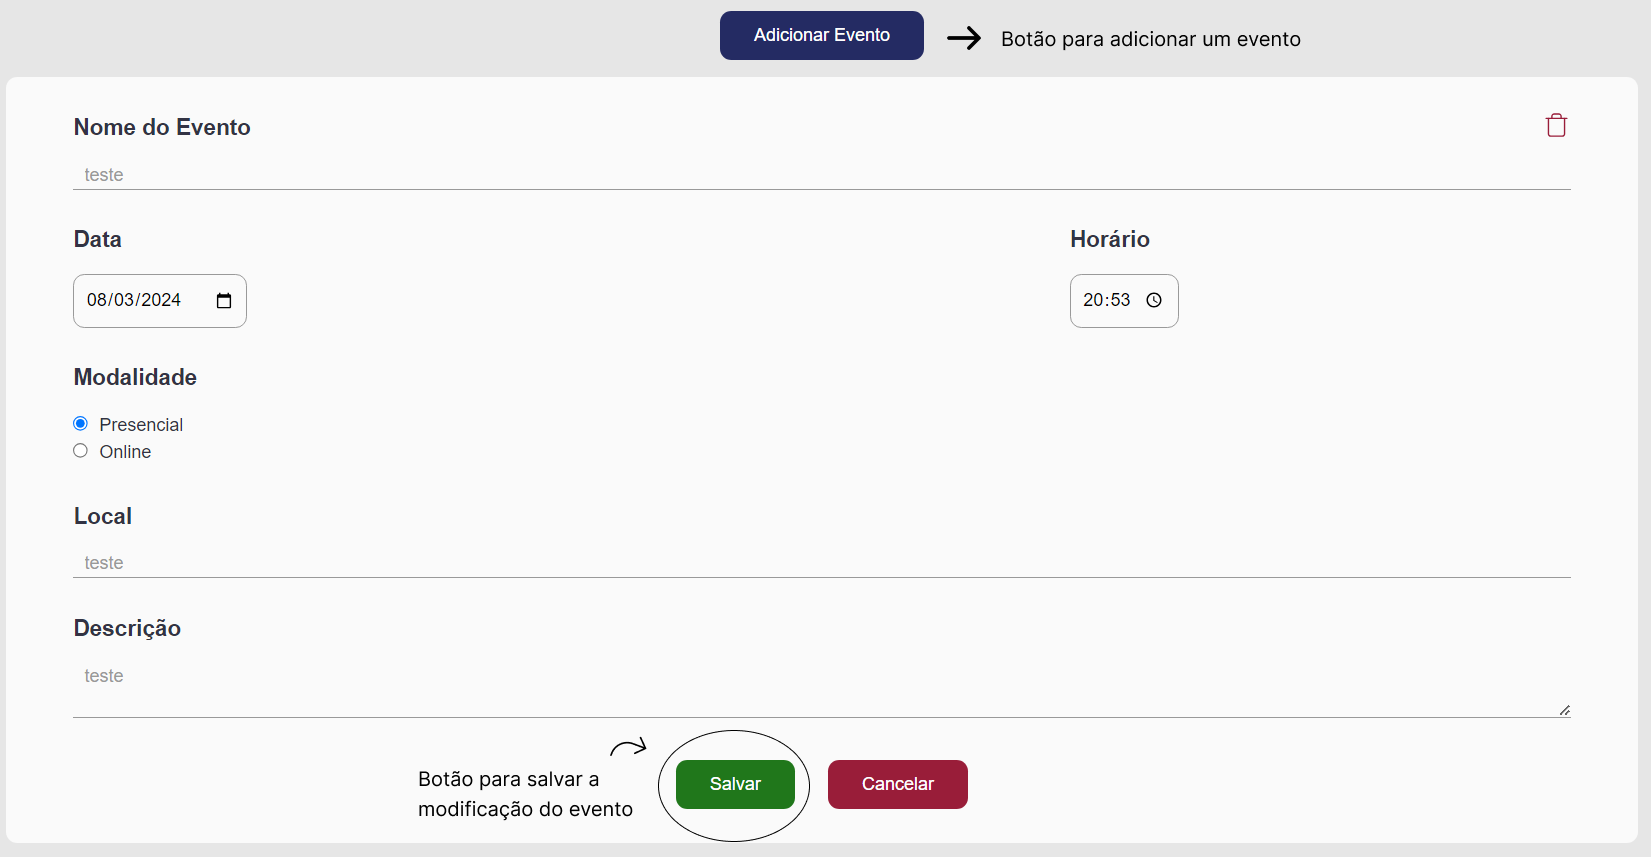 Adicionar Evento
Botão para adicionar um evento
Nome do Evento
teste
Data
Horário
08/03/2024
20:53
Modalidade
Presencial
Online
Local
teste
Descrição
teste
Botão para salvar a
modificação do evento
Salvar
Cancelar